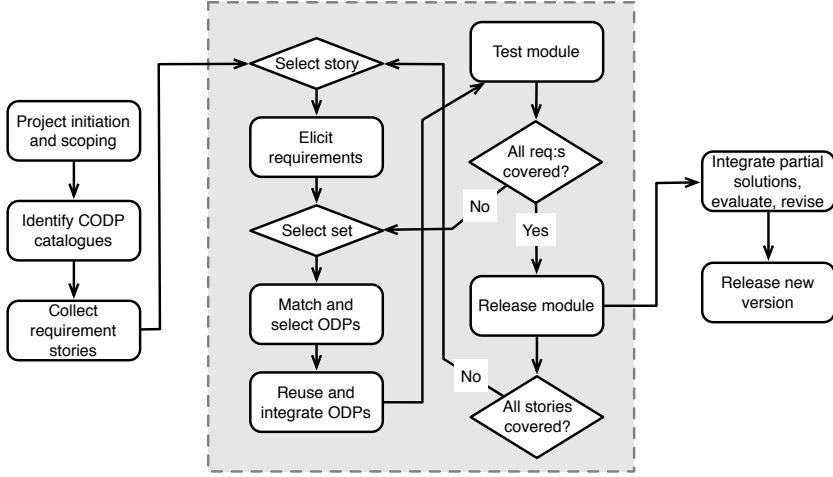 Project initiation
and scoping
Identify CODP
catalogues
Collect
requirement
stories
Select story
Elicit
requirements
Select set
Match and
select ODPs
Reuse and
integrate ODPs
Test module
All req:s
covered?
No
Yes
Release module
No
All stories
covered?
Integrate partial
solutions,
evaluate, revise
Release new
version